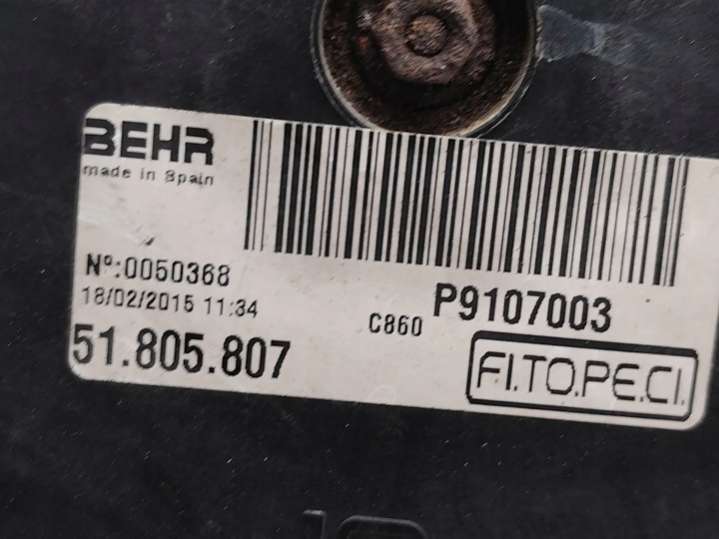 BEHR
made in Spain
Nº:0050368
18/02/2015 11:34
C860
P9107003
51.805.807
FI.TO.PE.CI.